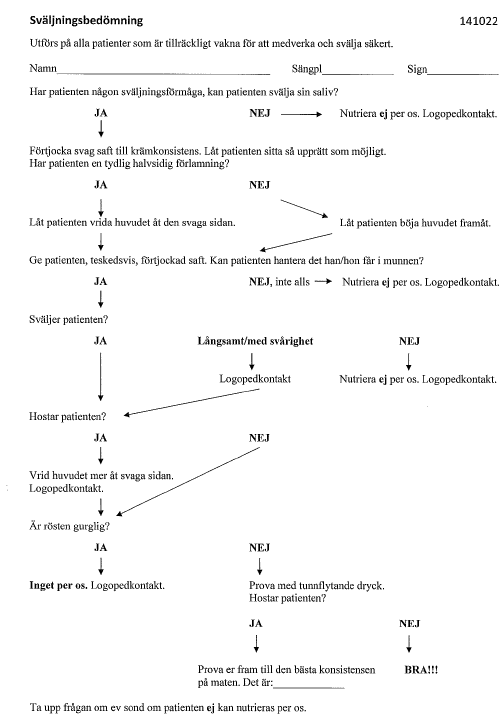 Sväljningsbedömning 141022
Utförs på alla patienter som är tillräckligt vakna för att medverka och svälja säkert.
Namn Sängpl Sign
Har patienten någon sväljningsförmåga, kan patienten svälja sin saliv?
JA NEJ Nutriera ej per os. Logopedkontakt.
Förtjocka svag saft till krämkonsistens. Låt patienten sitta så upprätt som möjligt.
Har patienten en tydlig halvsidig förlamning?
JA NEJ
Låt patienten vrida huvudet åt den svaga sidan. Låt patienten böja huvudet framåt.
Ge patienten, teskedsvis, förtjockad saft. Kan patienten hantera det han/hon får i munnen?
JA NEJ, inte alls Nutriera ej per os. Logopedkontakt.
Sväljer patienten?
JA Långsamt/med svårighet NEJ
Logopedkontakt Nutriera ej per os. Logopedkontakt.
Hostar patienten?
JA NEJ
Vrid huvudet mer åt svaga sidan.
Logopedkontakt.
Är rösten gurglig?
JA NEJ
Inget per os. Logopedkontakt. Prova med tunnflytande dryck.
Hostar patienten?
JA NEJ
Prova er fram till den bästa konsistensen BRA!!!
på maten. Det är:
Ta upp frågan om ev sond om patienten ej kan nutrieras per os.